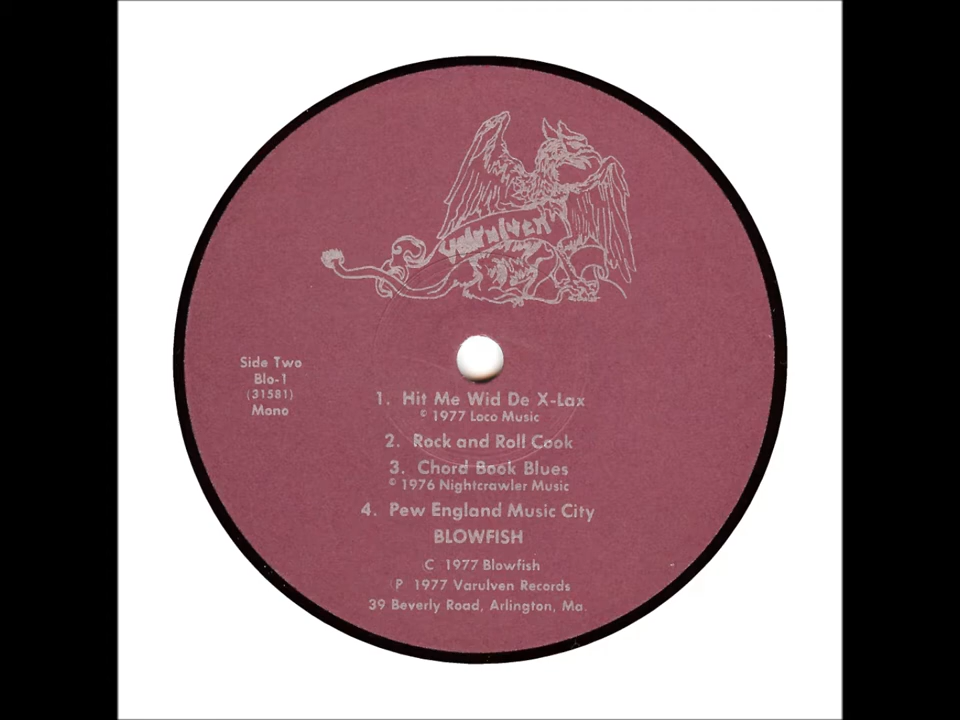 Varulven
Side Two
Blo-1
(31581)
Mono
1. Hit Me Wid De X-Lax
© 1977 Loco Music
2. Rock and Roll Cook
3. Chord Book Blues
© 1976 Nightcrawler Music
4. Pew England Music City
BLOWFISH
C 1977 Blowfish
P 1977 Varulven Records
39 Beverly Road, Arlington, Ma.